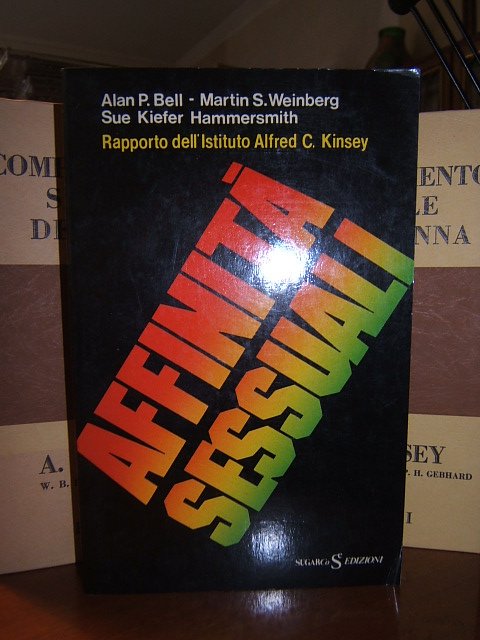 Alan P. Bell - Martin S. Weinberg
Sue Kiefer Hammersmith
Rapporto dell'Istituto Alfred C. Kinsey
AFFINITÀ
SESSUALI
SUGARCo EDIZIONI
COMP
S
DE
A.
W. B.
ENTO
LE
NNA
SEY
P. H. GEBHARD
I